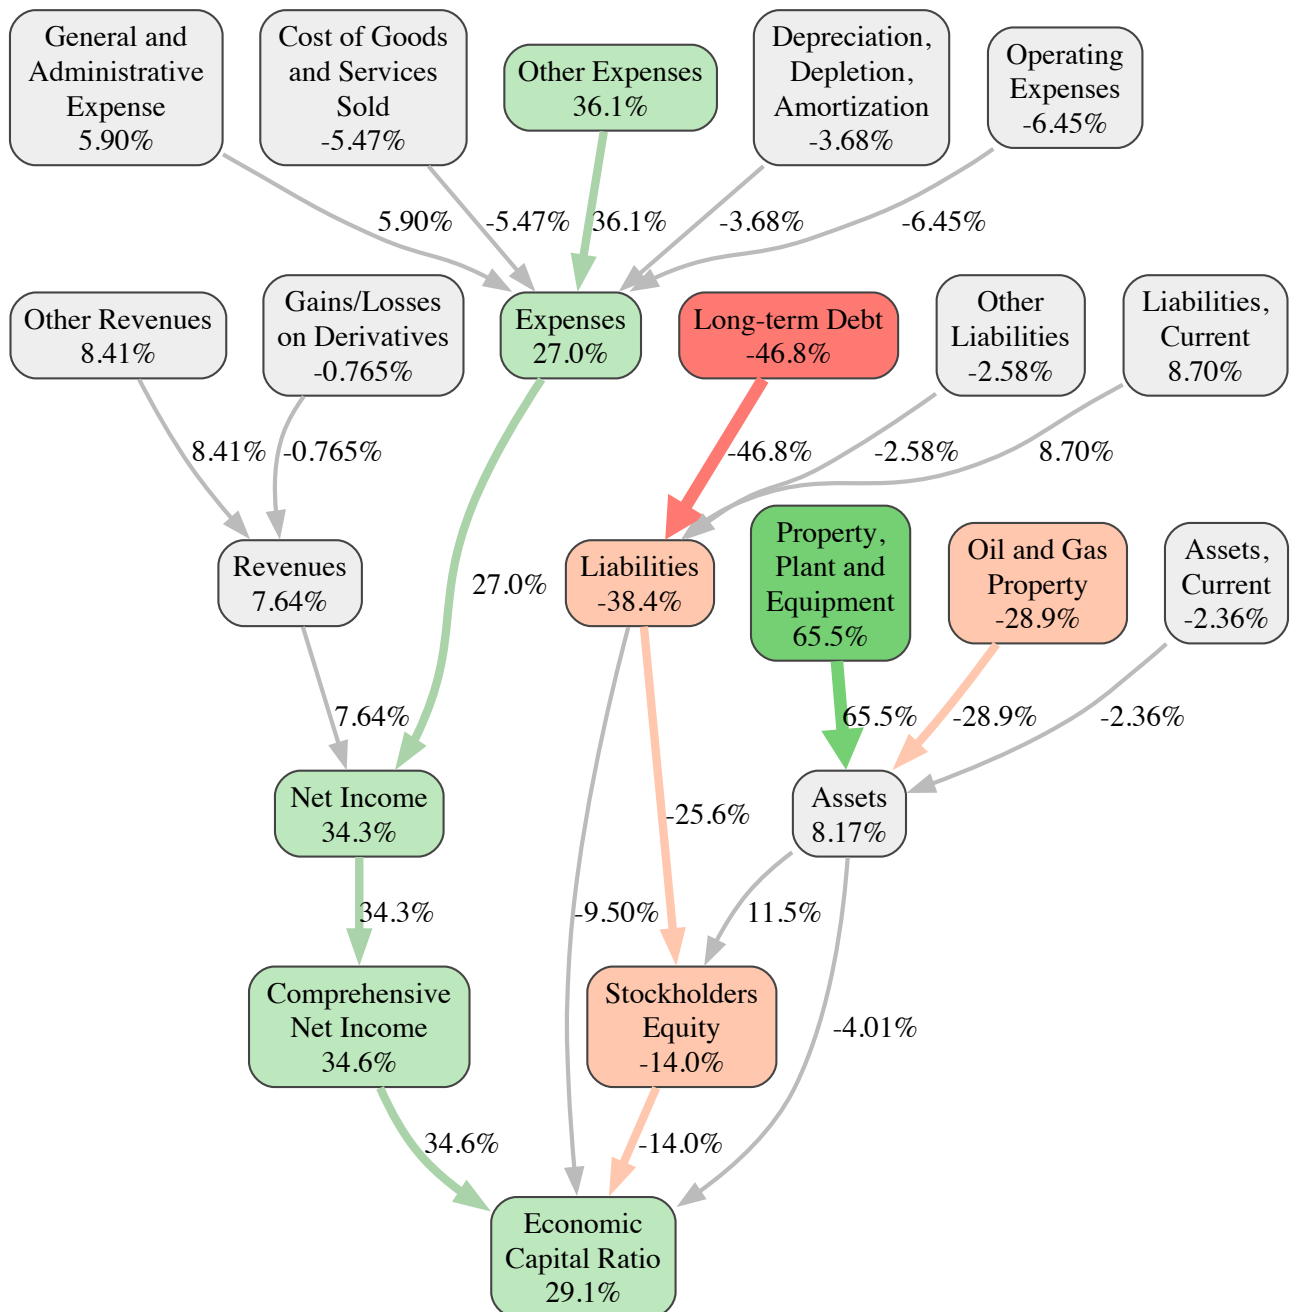 General and
Administrative
Expense
5.90%
Cost of Goods
and Services
Sold
-5.47%
Other Expenses
36.1%
Depreciation,
Depletion,
Amortization
-3.68%
Operating
Expenses
-6.45%
5.90%
-5.47%
36.1%
-3.68%
-6.45%
Other Revenues
8.41%
Gains/Losses
on Derivatives
-0.765%
Expenses
27.0%
Long-term Debt
-46.8%
Other
Liabilities
-2.58%
Liabilities,
Current
8.70%
8.41%
-0.765%
-46.8%
-2.58%
8.70%
Revenues
7.64%
27.0%
Liabilities
-38.4%
Property,
Plant and
Equipment
65.5%
Oil and Gas
Property
-28.9%
Assets,
Current
-2.36%
7.64%
65.5%
-28.9%
-2.36%
Net Income
34.3%
-25.6%
Assets
8.17%
34.3%
-9.50%
11.5%
Comprehensive
Net Income
34.6%
Stockholders
Equity
-14.0%
-4.01%
34.6%
-14.0%
Economic
Capital Ratio
29.1%